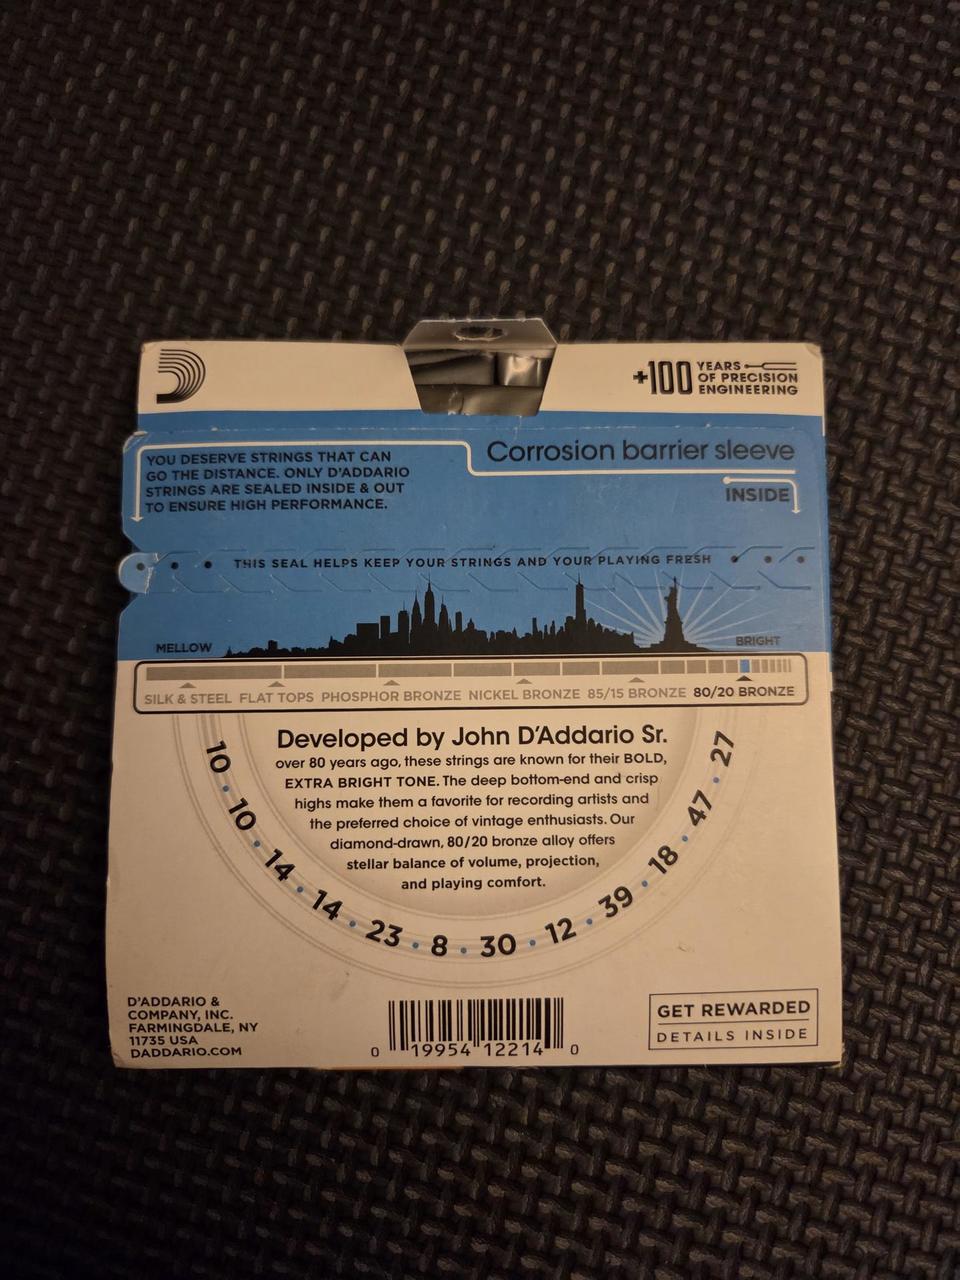 +100 YEARS
OF PRECISION
ENGINEERING
YOU DESERVE STRINGS THAT CAN
GO THE DISTANCE. ONLY D'ADDARIO
STRINGS ARE SEALED INSIDE & OUT
TO ENSURE HIGH PERFORMANCE.
Corrosion barrier sleeve
INSIDE
THIS SEAL HELPS KEEP YOUR STRINGS AND YOUR PLAYING FRESH
MELLOW
BRIGHT
SILK & STEEL FLAT TOPS PHOSPHOR BRONZE NICKEL BRONZE 85/15 BRONZE 80/20 BRONZE
Developed by John D'Addario Sr.
over 80 years ago, these strings are known for their BOLD,
EXTRA BRIGHT TONE. The deep bottom-end and crisp
highs make them a favorite for recording artists and
the preferred choice of vintage enthusiasts. Our
diamond-drawn, 80/20 bronze alloy offers
stellar balance of volume, projection,
and playing comfort.
10 • 10 • 14 • 14 • 23 • 8 • 30 • 12 • 39 • 18 • 47 • 27
D'ADDARIO &
COMPANY, INC.
FARMINGDALE, NY
11735 USA
DADDARIO.COM
0 19954 12214 0
GET REWARDED
DETAILS INSIDE